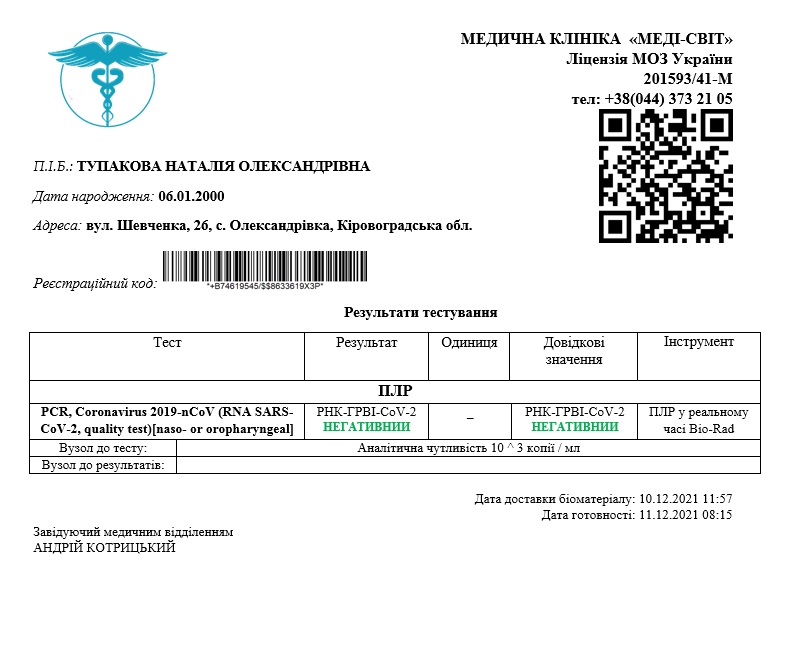 МЕДИЧНА КЛІНІКА «МЕДІ-СВІТ»
Ліцензія МОЗ України
201593/41-М
тел: +38(044) 373 21 05
П.І.Б.: ТУПАКОВА НАТАЛІЯ ОЛЕКСАНДРІВНА
Дата народження: 06.01.2000
Адреса: вул. Шевченка, 26, с. Олександрівка, Кіровоградська обл.
Реєстраційний код: *+B74619545/$$8633619X3P*
Результати тестування
Тест Результат Одиниця Довідкові значення Інструмент
ПЛР
PCR, Coronavirus 2019-nCoV (RNA SARS-CoV-2, quality test)[naso- or oropharyngeal] РНК-ГРВІ-CoV-2 НЕГАТИВНИИ – РНК-ГРВІ-CoV-2 НЕГАТИВНИИ ПЛР у реальному часі Bio-Rad
Вузол до тесту: Аналітична чутливість 10 ^ 3 копії / мл
Вузол до результатів:
Дата доставки біоматеріалу: 10.12.2021 11:57
Дата готовності: 11.12.2021 08:15
Завідуючий медичним відділенням
АНДРІЙ КОТРИЦЬКИЙ